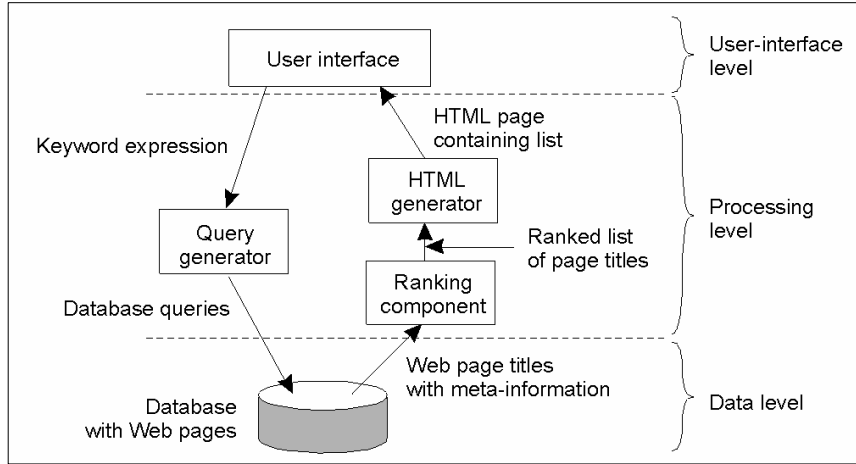 User interface
User-interface
level
Keyword expression
HTML page
containing list
HTML
generator
Query
generator
Ranked list
of page titles
Processing
level
Ranking
component
Database queries
Web page titles
with meta-information
Database
with Web pages
Data level